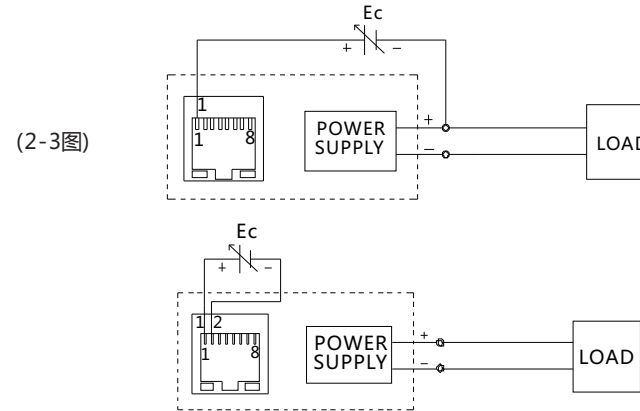 Ec
+ −
1
1 8
POWER
SUPPLY
+
−
LOAD
(2-3图)
Ec
+ −
1 2
1 8
POWER
SUPPLY
+
−
LOAD